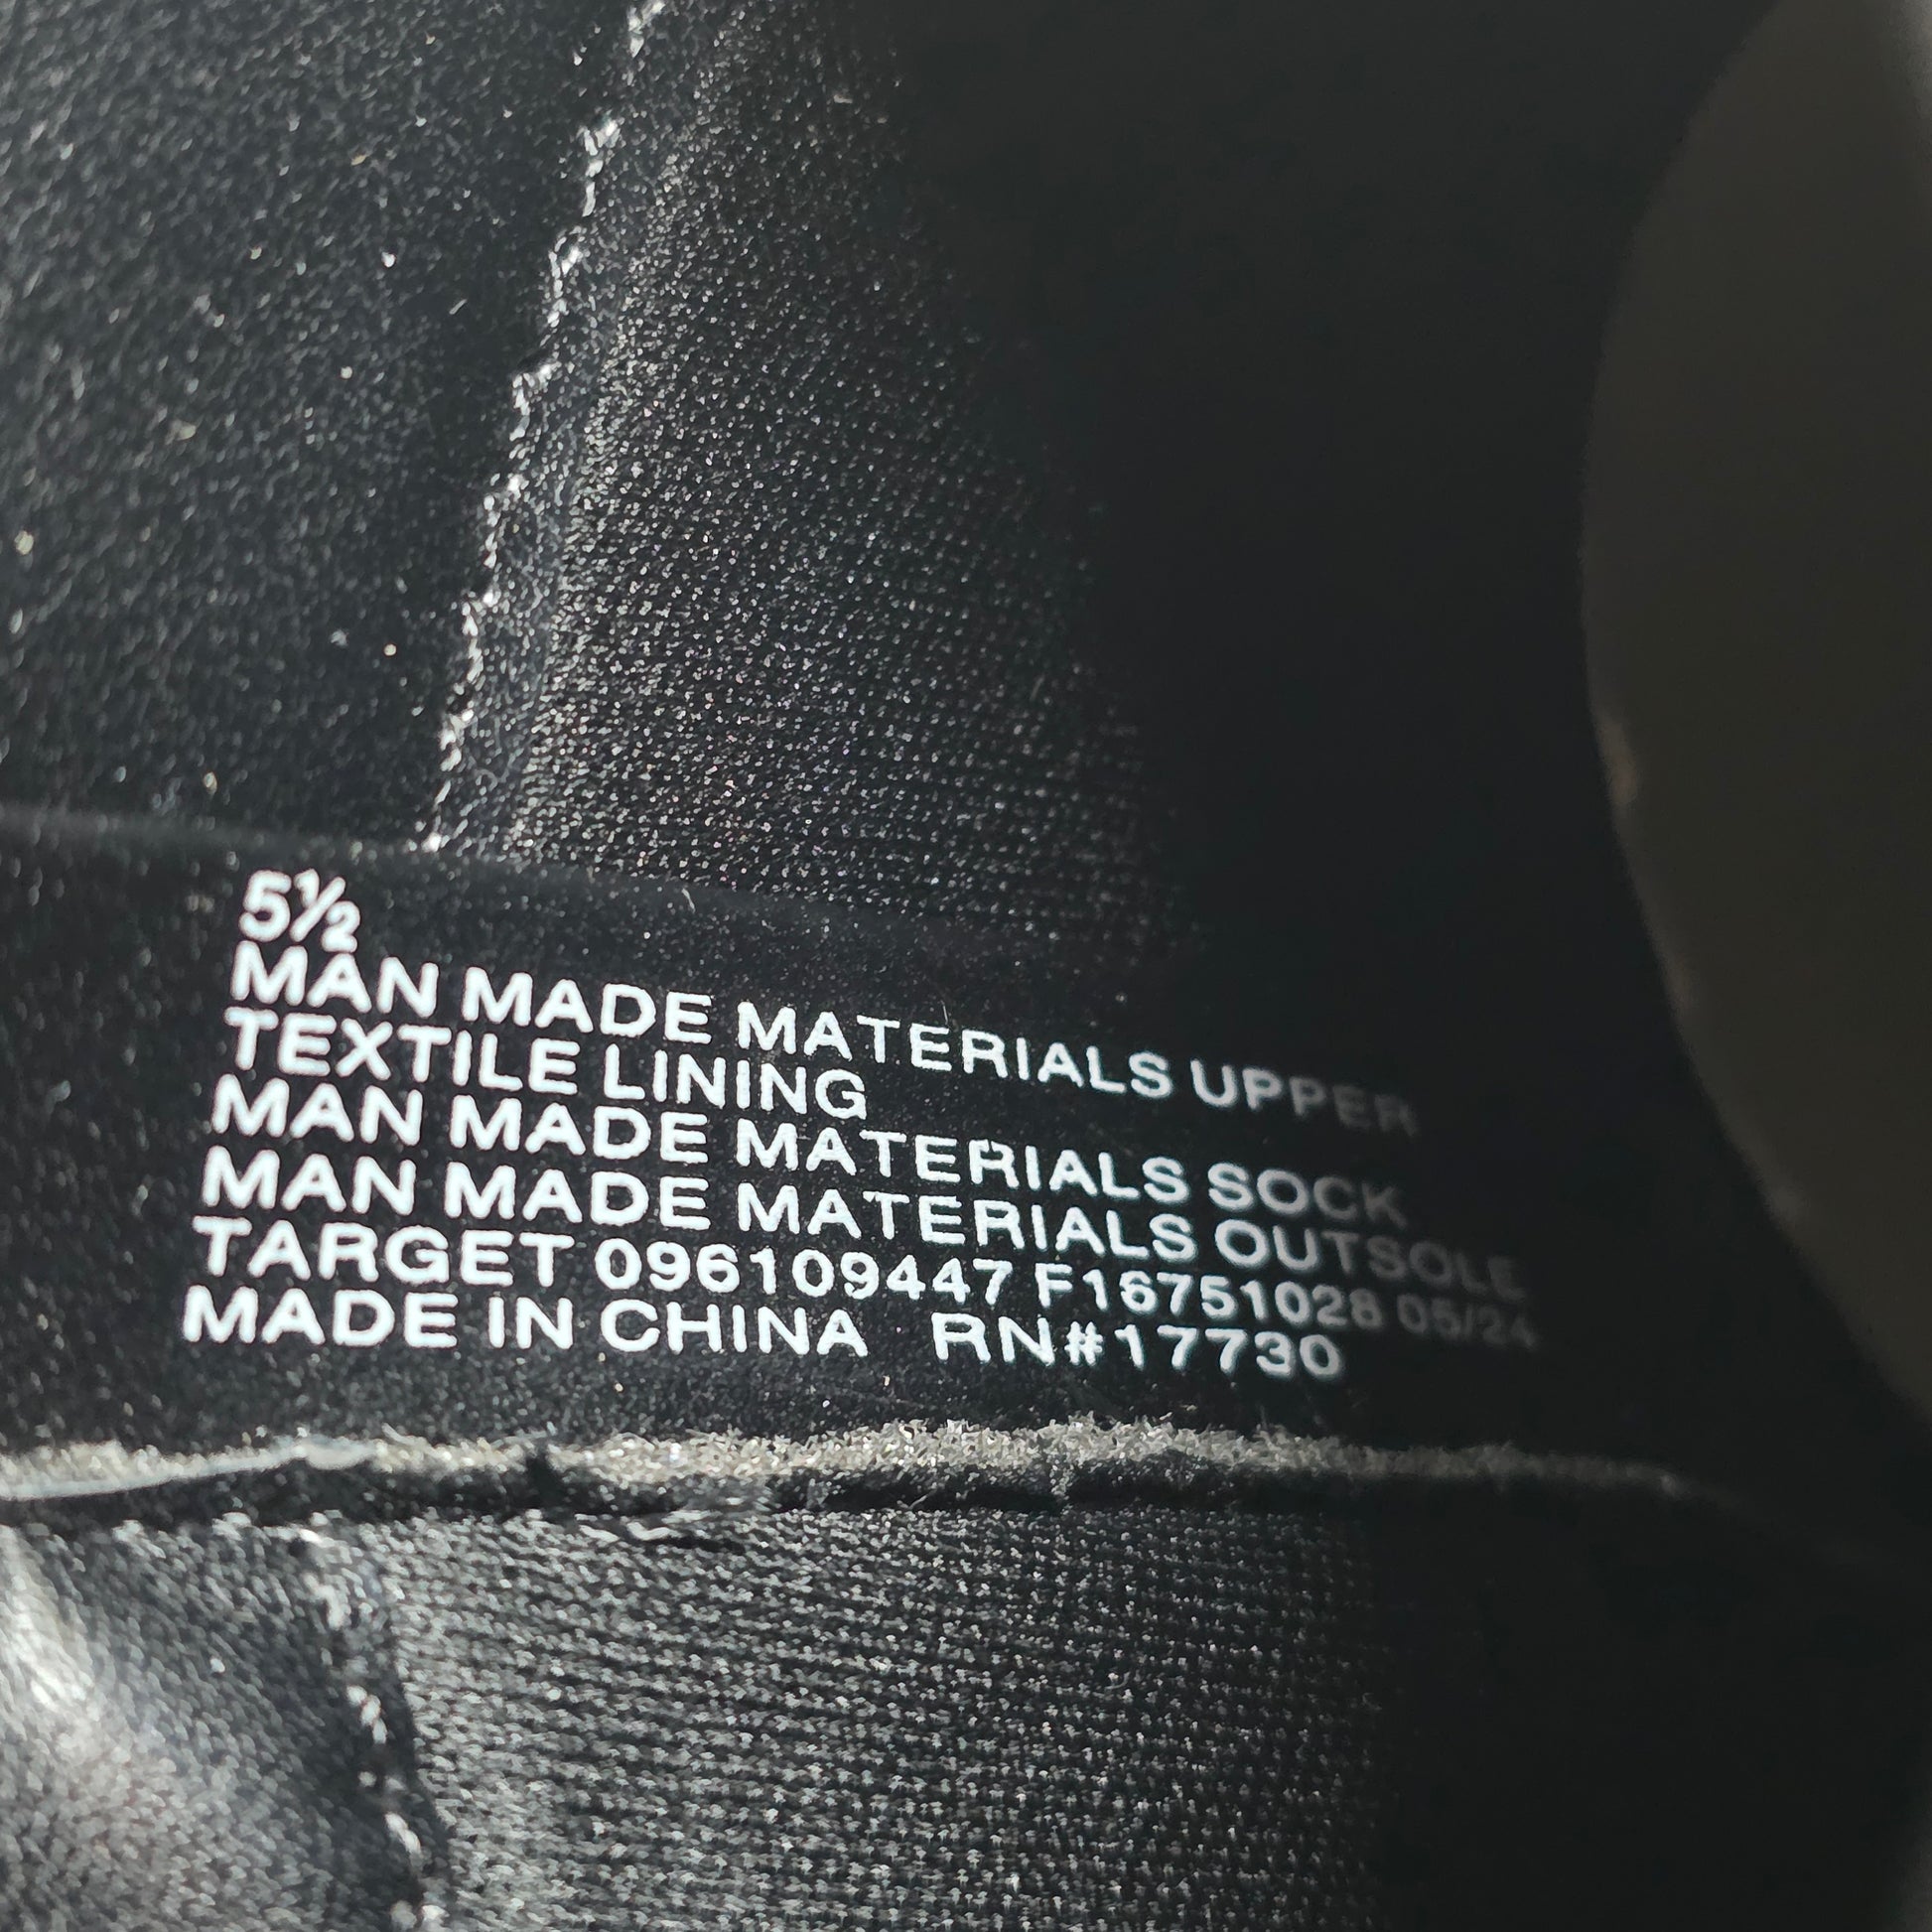 5½
MAN MADE MATERIALS UPPER
TEXTILE LINING
MAN MADE MATERIALS SOCK
MAN MADE MATERIALS OUTSOLE
TARGET 096109447 F16751028 05/24
MADE IN CHINA RN#17730